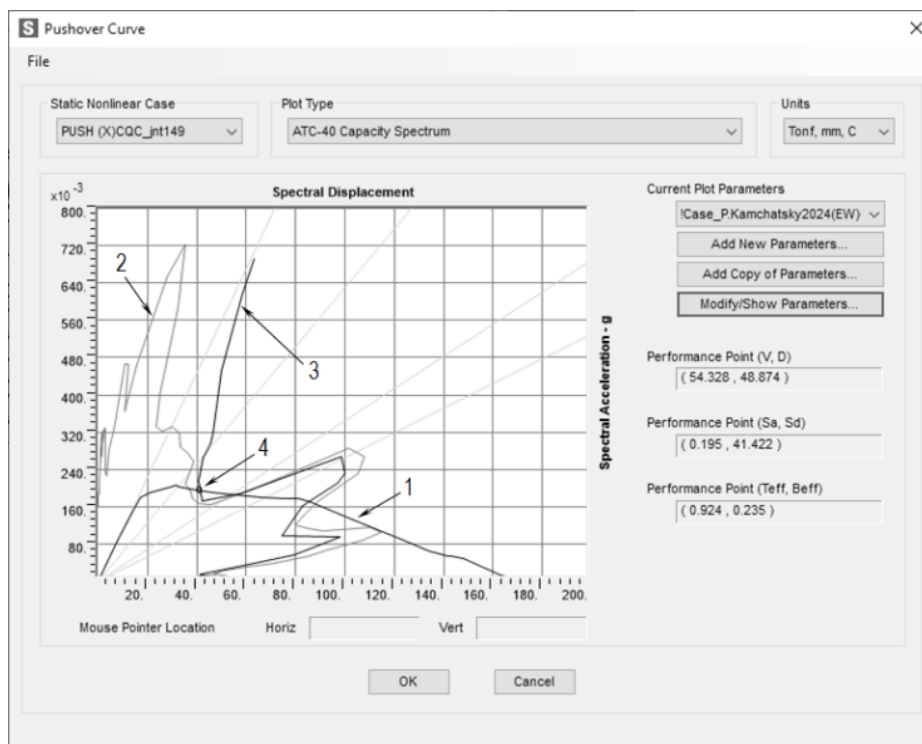 S Pushover Curve
File
Static Nonlinear Case
PUSH (X)CQC_jnt149
Plot Type
ATC-40 Capacity Spectrum
Units
Tonf, mm, C
x10 -3
Spectral Displacement
800.
720.
640.
560.
480.
400.
320.
240.
160.
80.
20. 40. 60. 80. 100. 120. 140. 160. 180. 200.
2
3
4
1
Spectral Acceleration - g
Mouse Pointer Location Horiz Vert
Current Plot Parameters
!Case_P.Kamchatsky2024(EW)
Add New Parameters...
Add Copy of Parameters...
Modify/Show Parameters...
Performance Point (V, D)
( 54.328 , 48.874 )
Performance Point (Sa, Sd)
( 0.195 , 41.422 )
Performance Point (Teff, Beff)
( 0.924 , 0.235 )
OK Cancel